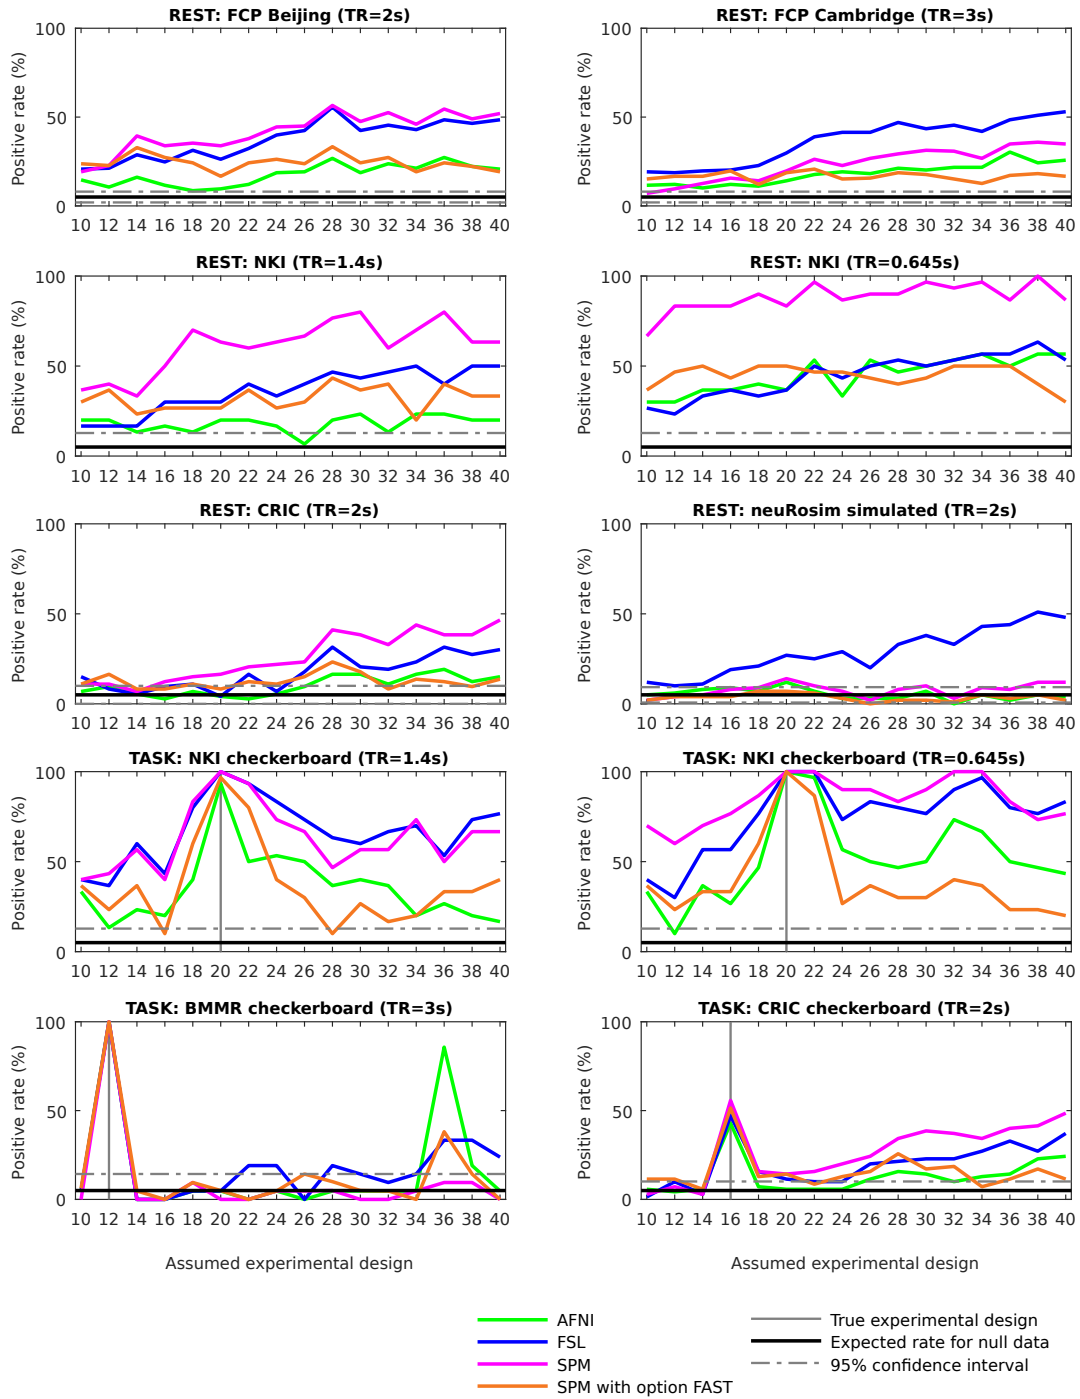 REST: FCP Beijing (TR=2s)
Positive rate (%)
100
50
0
10 12 14 16 18 20 22 24 26 28 30 32 34 36 38 40
REST: FCP Cambridge (TR=3s)
Positive rate (%)
100
50
0
10 12 14 16 18 20 22 24 26 28 30 32 34 36 38 40
REST: NKI (TR=1.4s)
Positive rate (%)
100
50
0
10 12 14 16 18 20 22 24 26 28 30 32 34 36 38 40
REST: NKI (TR=0.645s)
Positive rate (%)
100
50
0
10 12 14 16 18 20 22 24 26 28 30 32 34 36 38 40
REST: CRIC (TR=2s)
Positive rate (%)
100
50
0
10 12 14 16 18 20 22 24 26 28 30 32 34 36 38 40
REST: neuRosim simulated (TR=2s)
Positive rate (%)
100
50
0
10 12 14 16 18 20 22 24 26 28 30 32 34 36 38 40
TASK: NKI checkerboard (TR=1.4s)
Positive rate (%)
100
50
0
10 12 14 16 18 20 22 24 26 28 30 32 34 36 38 40
TASK: NKI checkerboard (TR=0.645s)
Positive rate (%)
100
50
0
10 12 14 16 18 20 22 24 26 28 30 32 34 36 38 40
TASK: BMMR checkerboard (TR=3s)
Positive rate (%)
100
50
0
10 12 14 16 18 20 22 24 26 28 30 32 34 36 38 40
Assumed experimental design
TASK: CRIC checkerboard (TR=2s)
Positive rate (%)
100
50
0
10 12 14 16 18 20 22 24 26 28 30 32 34 36 38 40
Assumed experimental design
AFNI
FSL
SPM
SPM with option FAST
True experimental design
Expected rate for null data
95% confidence interval